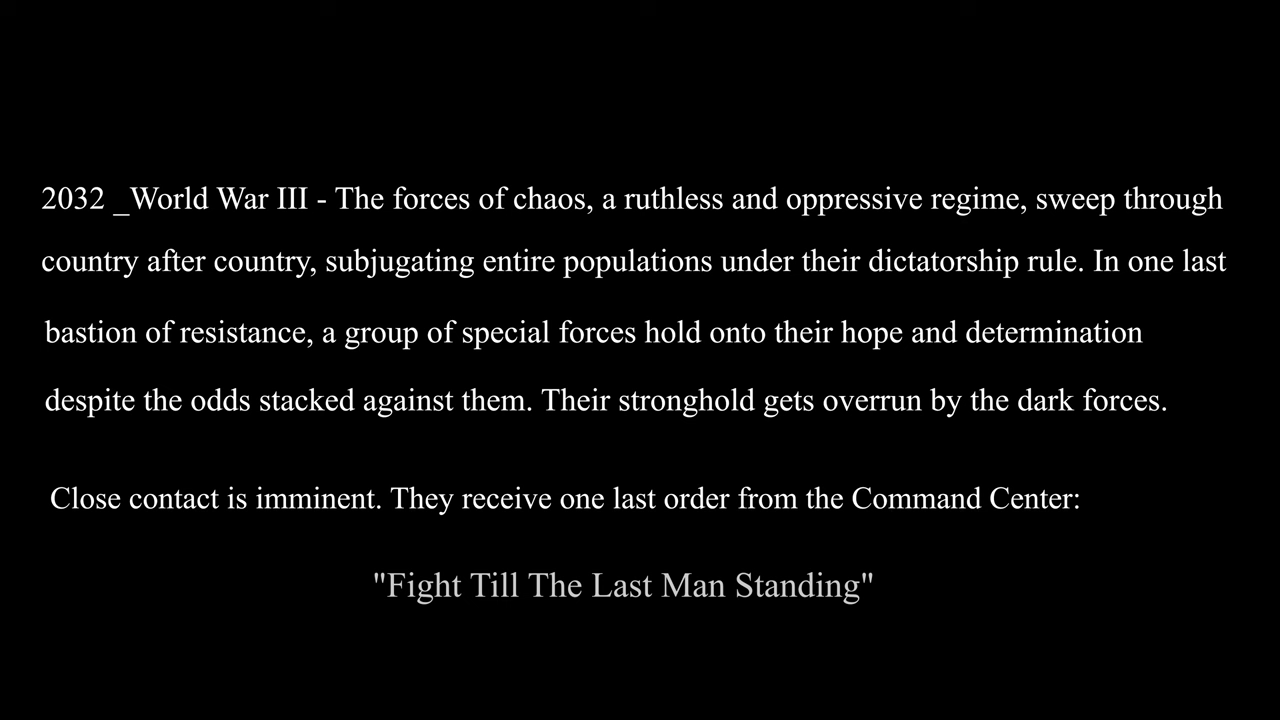 2032 _World War III - The forces of chaos, a ruthless and oppressive regime, sweep through
country after country, subjugating entire populations under their dictatorship rule. In one last
bastion of resistance, a group of special forces hold onto their hope and determination
despite the odds stacked against them. Their stronghold gets overrun by the dark forces.
Close contact is imminent. They receive one last order from the Command Center:
"Fight Till The Last Man Standing"